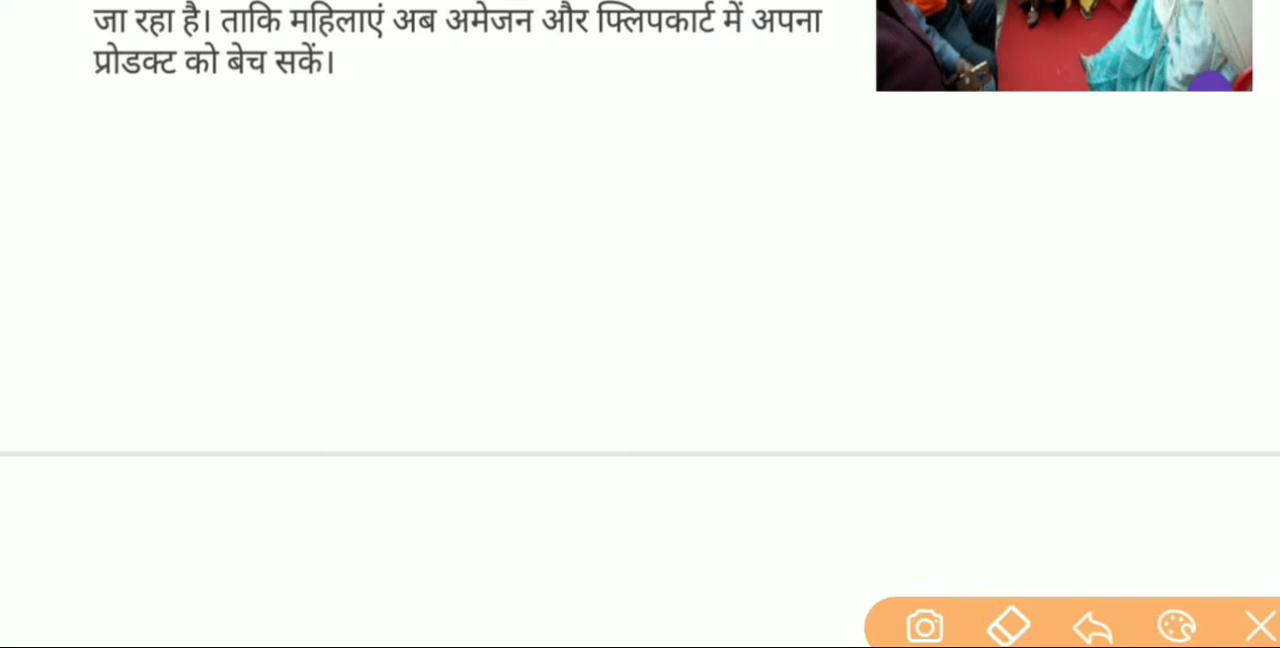 जा रहा है। ताकि महिलाएं अब अमेजन और फ्लिपकार्ट में अपना
प्रोडक्ट को बेच सकें।